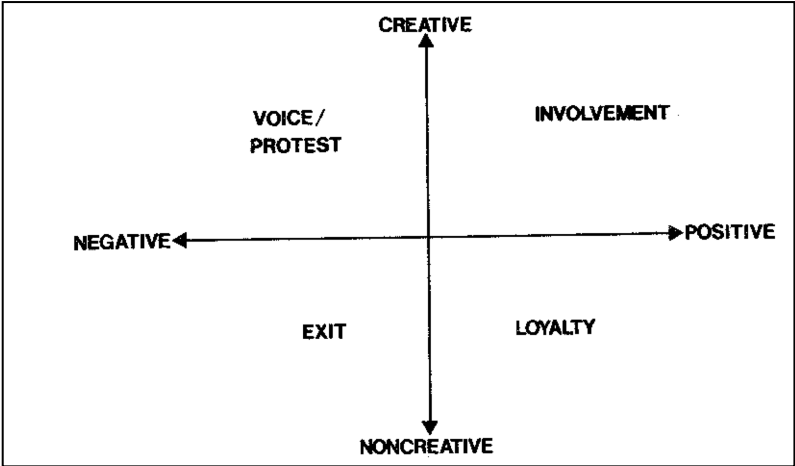 CREATIVE
VOICE/
PROTEST
INVOLVEMENT
NEGATIVE
POSITIVE
EXIT
LOYALTY
NONCREATIVE